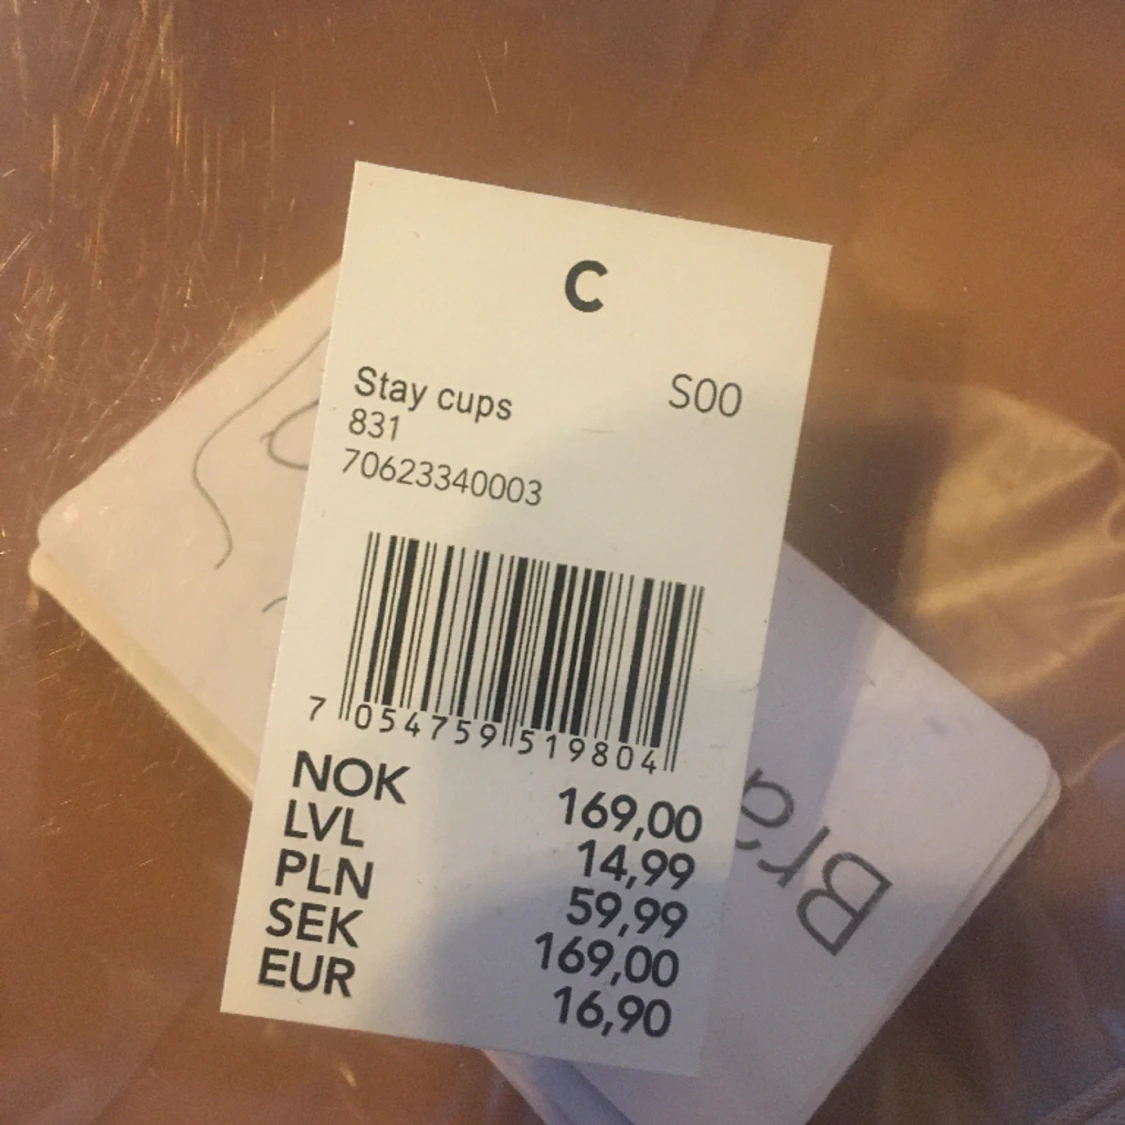 C
Stay cups S00
831
70623340003
7 054759 519804
NOK 169,00
LVL 14,99
PLN 59,99
SEK 169,00
EUR 16,90
Bra